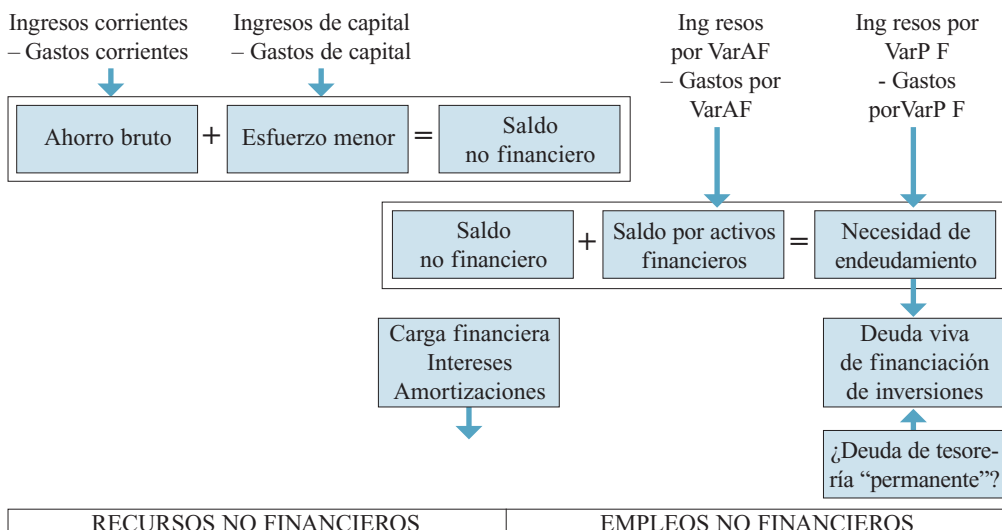 Ingresos corrientes
– Gastos corrientes
Ingresos de capital
– Gastos de capital
Ing resos
por VarAF
– Gastos por
VarAF
Ing resos por
VarP F
- Gastos
porVarP F
Ahorro bruto
+
Esfuerzo menor
=
Saldo
no financiero
Saldo
no financiero
+
Saldo por activos
financieros
=
Necesidad de
endeudamiento
Carga financiera
Intereses
Amortizaciones
Deuda viva
de financiación
de inversiones
¿Deuda de tesore-
ría “permanente”?
RECURSOS NO FINANCIEROS
EMPLEOS NO FINANCIEROS